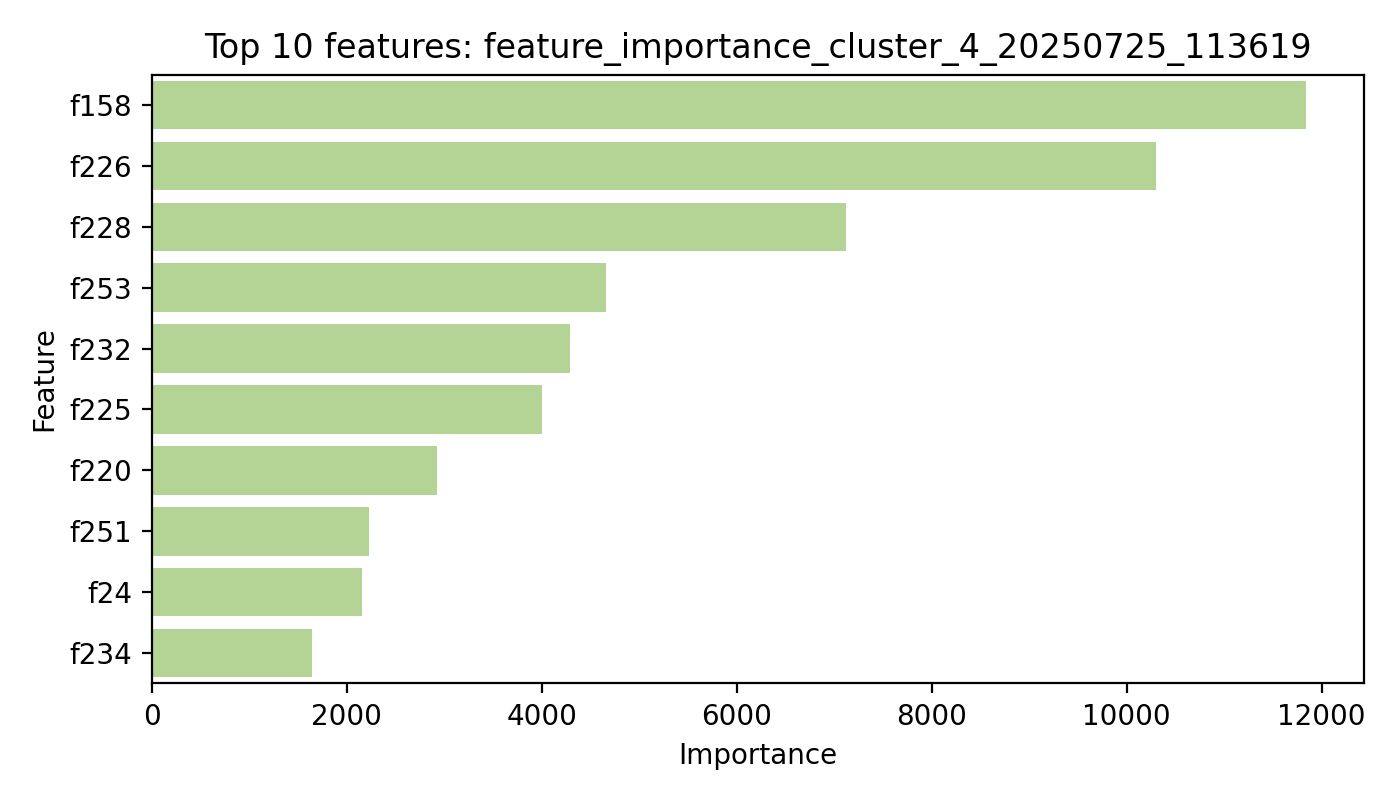 Top 10 features: feature_importance_cluster_4_20250725_113619
f158
f226
f228
f253
f232
f225
f220
f251
f24
f234
Feature
0 2000 4000 6000 8000 10000 12000
Importance